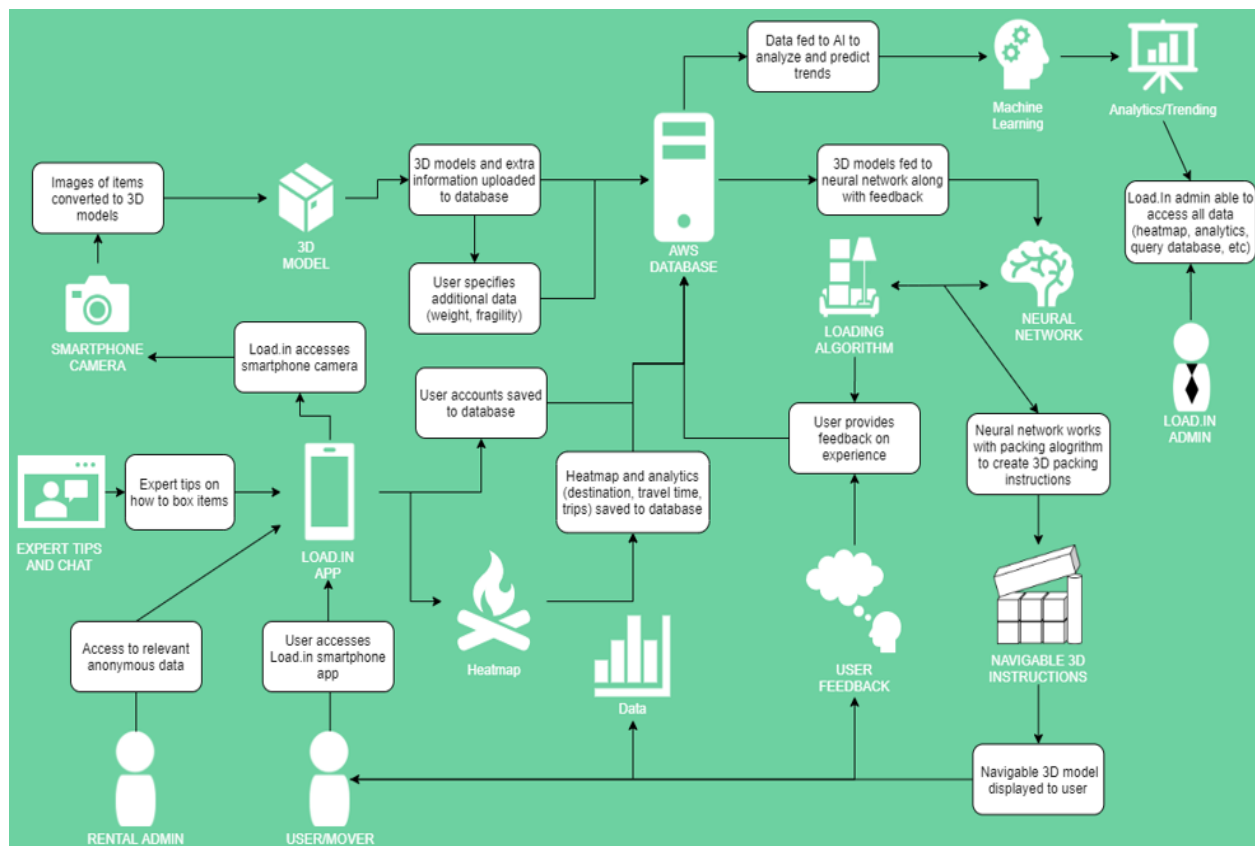 Data fed to AI to
analyze and predict
trends
Machine
Learning
Analytics/Trending
Images of items
converted to 3D
models
3D
MODEL
3D models and extra
information uploaded
to database
AWS
DATABASE
3D models fed to
neural network along
with feedback
Load.In admin able to
access all data
(heatmap, analytics,
query database, etc)
User specifies
additional data
(weight, fragility)
SMARTPHONE
CAMERA
Load.in accesses
smartphone camera
LOADING
ALGORITHM
NEURAL
NETWORK
LOAD.IN
ADMIN
User accounts saved
to database
User provides
feedback on
experience
Neural network works
with packing alogrithm
to create 3D packing
instructions
Expert tips on
how to box items
EXPERT TIPS
AND CHAT
LOAD.IN
APP
Heatmap and analytics
(destination, travel time,
trips) saved to database
Access to relevant
anonymous data
User accesses
Load.in smartphone
app
Heatmap
Data
USER
FEEDBACK
NAVIGABLE 3D
INSTRUCTIONS
Navigable 3D model
displayed to user
RENTAL ADMIN
USER/MOVER